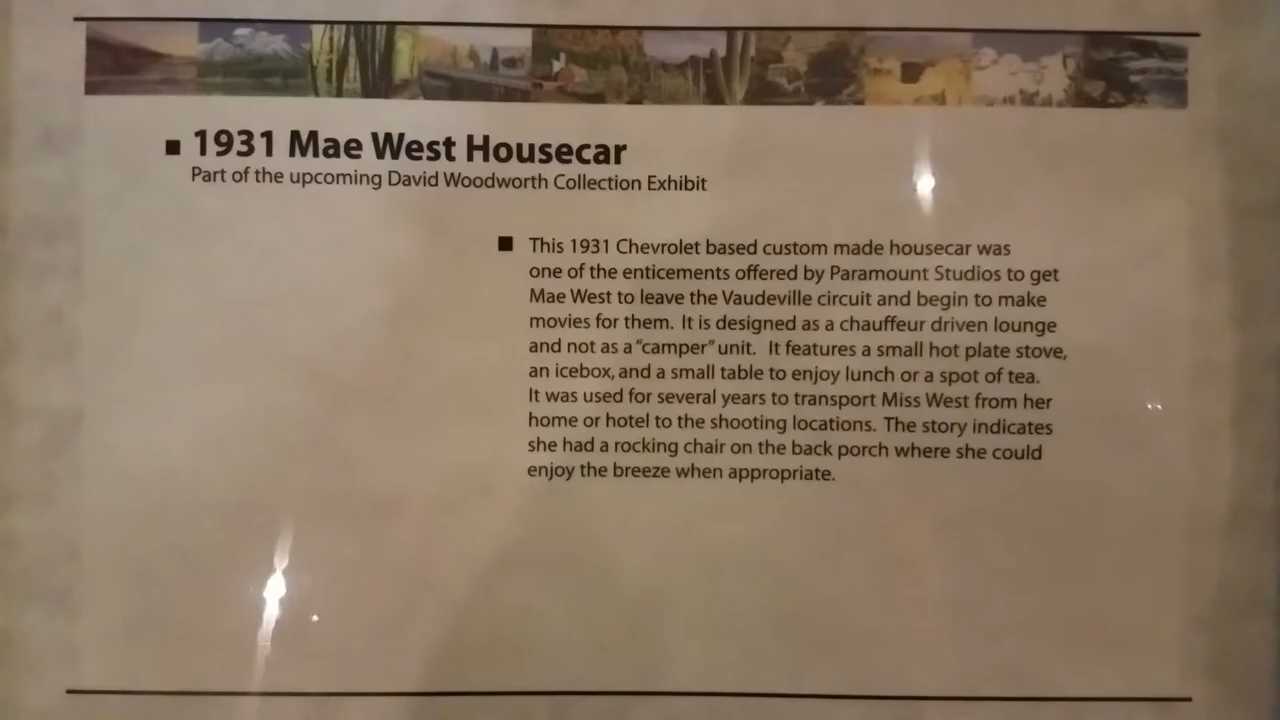 ■ 1931 Mae West Housecar
Part of the upcoming David Woodworth Collection Exhibit
■ This 1931 Chevrolet based custom made housecar was
one of the enticements offered by Paramount Studios to get
Mae West to leave the Vaudeville circuit and begin to make
movies for them. It is designed as a chauffeur driven lounge
and not as a "camper" unit. It features a small hot plate stove,
an icebox, and a small table to enjoy lunch or a spot of tea.
It was used for several years to transport Miss West from her
home or hotel to the shooting locations. The story indicates
she had a rocking chair on the back porch where she could
enjoy the breeze when appropriate.